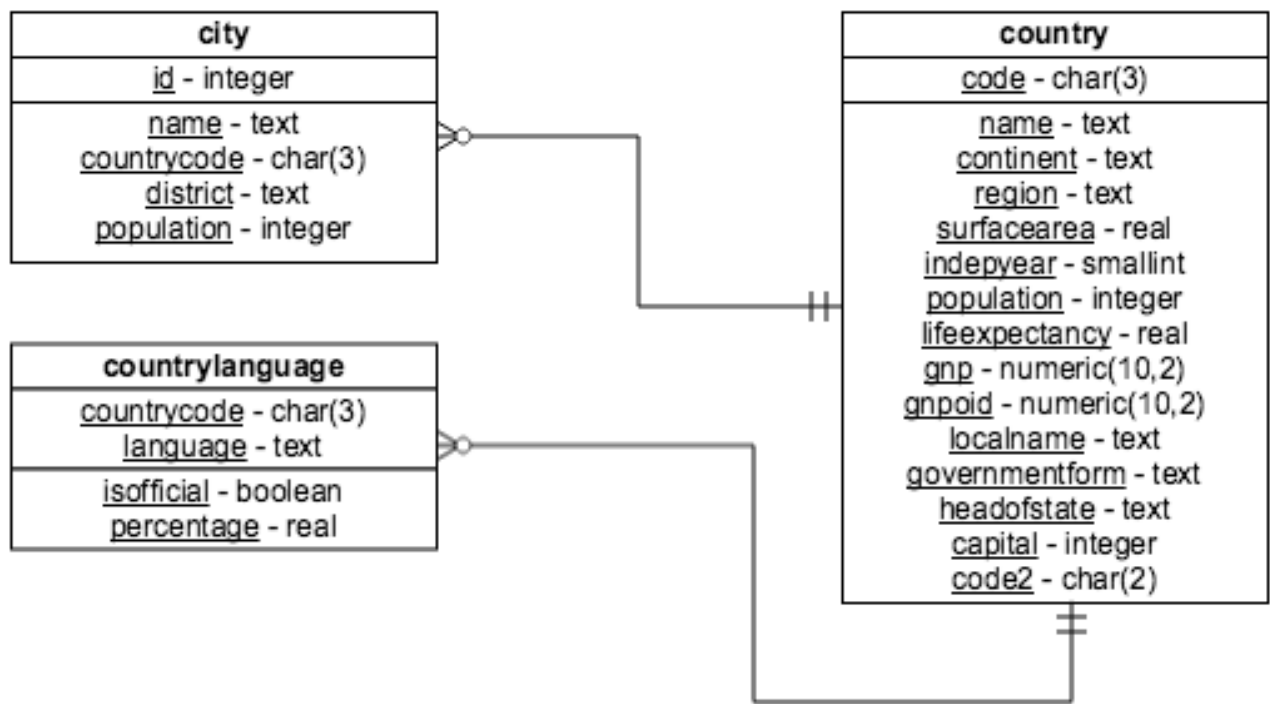 city
id - integer
name - text
countrycode - char(3)
district - text
population - integer
countrylanguage
countrycode - char(3)
language - text
isofficial - boolean
percentage - real
country
code - char(3)
name - text
continent - text
region - text
surfacearea - real
indepyear - smallint
population - integer
lifeexpectancy - real
gnp - numeric(10,2)
gnpoid - numeric(10,2)
localname - text
governmentform - text
headofstate - text
capital - integer
code2 - char(2)